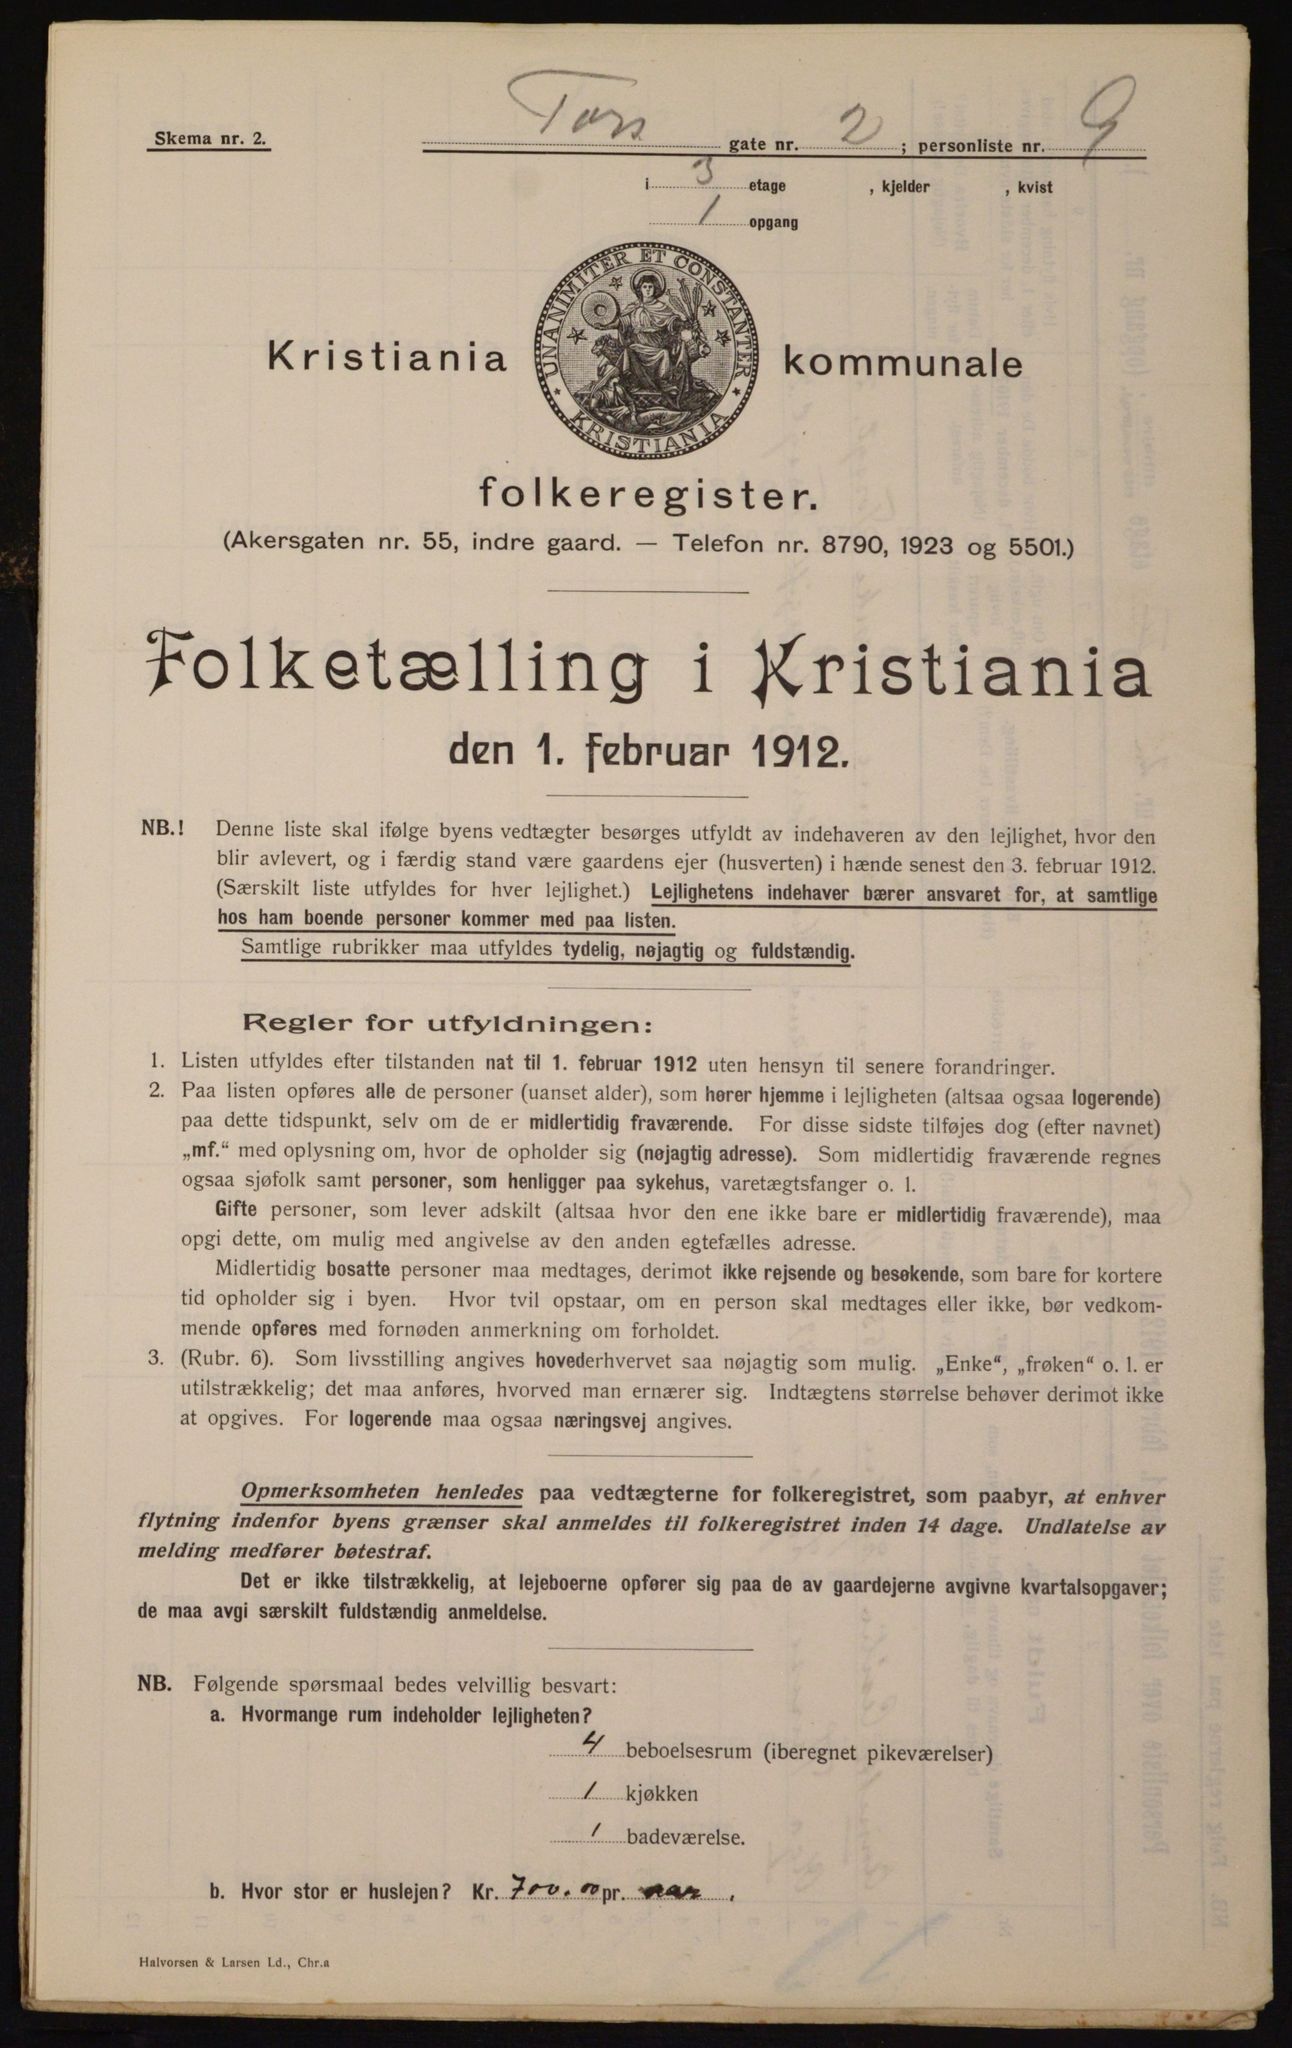 Skema nr. 2.
Tors gate nr. 2; personliste nr. 9
i 3 etage , kjelder , kvist
1 opgang
UNANIMITER ET CONSTANTER
KRISTIANIA
Kristiania kommunale
folkeregister.
(Akersgaten nr. 55, indre gaard. — Telefon nr. 8790, 1923 og 5501.)
Folketælling i Kristiania
den 1. februar 1912.
NB.! Denne liste skal ifølge byens vedtægter besørges utfyldt av indehaveren av den lejlighet, hvor den
blir avlevert, og i færdig stand være gaardens ejer (husverten) i hænde senest den 3. februar 1912.
(Særskilt liste utfyldes for hver lejlighet.) Lejlighetens indehaver bærer ansvaret for, at samtlige
hos ham boende personer kommer med paa listen.
Samtlige rubrikker maa utfyldes tydelig, nøjagtig og fuldstændig.
Regler for utfyldningen:
1. Listen utfyldes efter tilstanden nat til 1. februar 1912 uten hensyn til senere forandringer.
2. Paa listen opføres alle de personer (uanset alder), som hører hjemme i lejligheten (altsaa ogsaa logerende)
paa dette tidspunkt, selv om de er midlertidig fraværende. For disse sidste tilføjes dog (efter navnet)
„mf.“ med oplysning om, hvor de opholder sig (nøjagtig adresse). Som midlertidig fraværende regnes
ogsaa sjøfolk samt personer, som henligger paa sykehus, varetægtsfanger o. l.
Gifte personer, som lever adskilt (altsaa hvor den ene ikke bare er midlertidig fraværende), maa
opgi dette, om mulig med angivelse av den anden egtefælles adresse.
Midlertidig bosatte personer maa medtages, derimot ikke rejsende og besøkende, som bare for kortere
tid opholder sig i byen. Hvor tvil opstaar, om en person skal medtages eller ikke, bør vedkom-
mende opføres med fornøden anmerkning om forholdet.
3. (Rubr. 6). Som livsstilling angives hovederhvervet saa nøjagtig som mulig. „Enke“, „frøken“ o. l. er
utilstrækkelig; det maa anføres, hvorved man ernærer sig. Indtægtens størrelse behøver derimot ikke
at opgives. For logerende maa ogsaa næringsvej angives.
Opmerksomheten henledes paa vedtægterne for folkeregistret, som paabyr, at enhver
flytning indenfor byens grænser skal anmeldes til folkeregistret inden 14 dage. Undlatelse av
melding medfører bøtestraf.
Det er ikke tilstrækkelig, at lejeboerne opfører sig paa de av gaardejerne avgivne kvartalsopgaver;
de maa avgi særskilt fuldstændig anmeldelse.
NB. Følgende spørsmaal bedes velvillig besvart:
a. Hvormange rum indeholder lejligheten?
4 beboelsesrum (iberegnet pikeværelser)
1 kjøkken
1 badeværelse.
b. Hvor stor er huslejen? Kr. 700.00 pr. aar.
Halvorsen & Larsen Ld., Chr.a